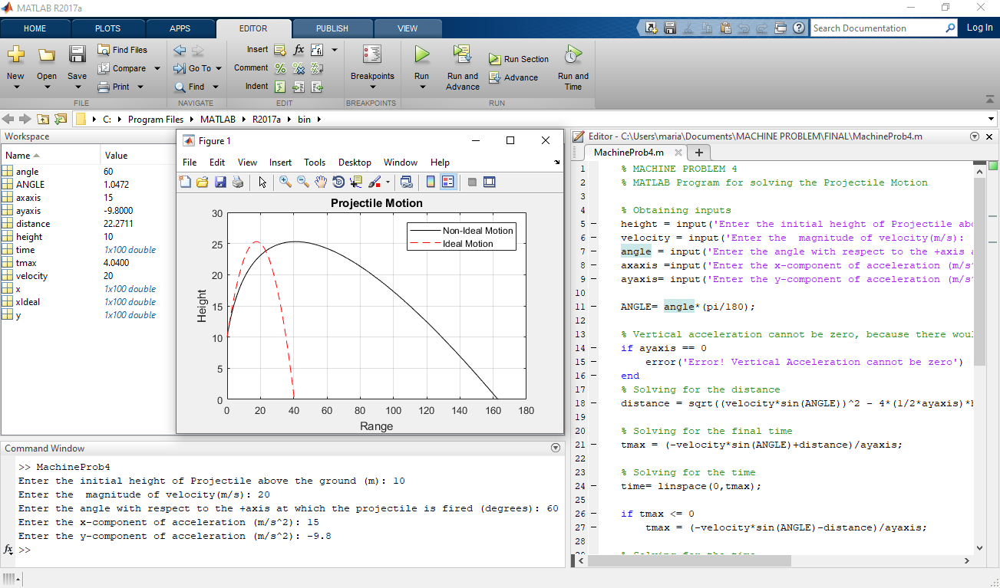 MATLAB R2017a
HOME PLOTS APPS EDITOR PUBLISH VIEW Search Documentation Log In
New Open Save Find Files Compare Print
Go To Find
Insert fx
Comment %
Indent
Breakpoints
Run Run and Advance Run Section Advance Run and Time
FILE NAVIGATE EDIT BREAKPOINTS RUN
C: Program Files MATLAB R2017a bin
Workspace
Name Value
angle 60
ANGLE 1.0472
axaxis 15
ayaxis -9.8000
distance 22.2711
height 10
time 1x100 double
tmax 4.0400
velocity 20
x 1x100 double
xIdeal 1x100 double
y 1x100 double
Figure 1
File Edit View Insert Tools Desktop Window Help
Projectile Motion
Non-Ideal Motion
Ideal Motion
Height
30
25
20
15
10
5
0
0 20 40 60 80 100 120 140 160 180
Range
Editor - C:\Users\maria\Documents\MACHINE PROBLEM\FINAL\MachineProb4.m
MachineProb4.m +
1 % MACHINE PROBLEM 4
2 % MATLAB Program for solving the Projectile Motion
3
4 % Obtaining inputs
5 - height = input('Enter the initial height of Projectile abo
6 - velocity = input('Enter the  magnitude of velocity(m/s):
7 - angle = input('Enter the angle with respect to the +axis a
8 - axaxis =input('Enter the x-component of acceleration (m/s^
9 - ayaxis= input('Enter the y-component of acceleration (m/s^
10
11 - ANGLE= angle*(pi/180);
12
13 % Vertical acceleration cannot be zero, because there woul
14 - if ayaxis == 0
15 - error('Error! Vertical Acceleration cannot be zero')
16 - end
17 % Solving for the distance
18 - distance = sqrt((velocity*sin(ANGLE))^2 - 4*(1/2*ayaxis)*h
19
20 % Solving for the final time
21 - tmax = (-velocity*sin(ANGLE)+distance)/ayaxis;
22
23 % Solving for the time
24 - time= linspace(0,tmax);
25
26 - if tmax <= 0
27 - tmax = (-velocity*sin(ANGLE)-distance)/ayaxis;
28
Command Window
>> MachineProb4
Enter the initial height of Projectile above the ground (m): 10
Enter the  magnitude of velocity(m/s): 20
Enter the angle with respect to the +axis at which the projectile is fired (degrees): 60
Enter the x-component of acceleration (m/s^2): 15
Enter the y-component of acceleration (m/s^2): -9.8
fx >>